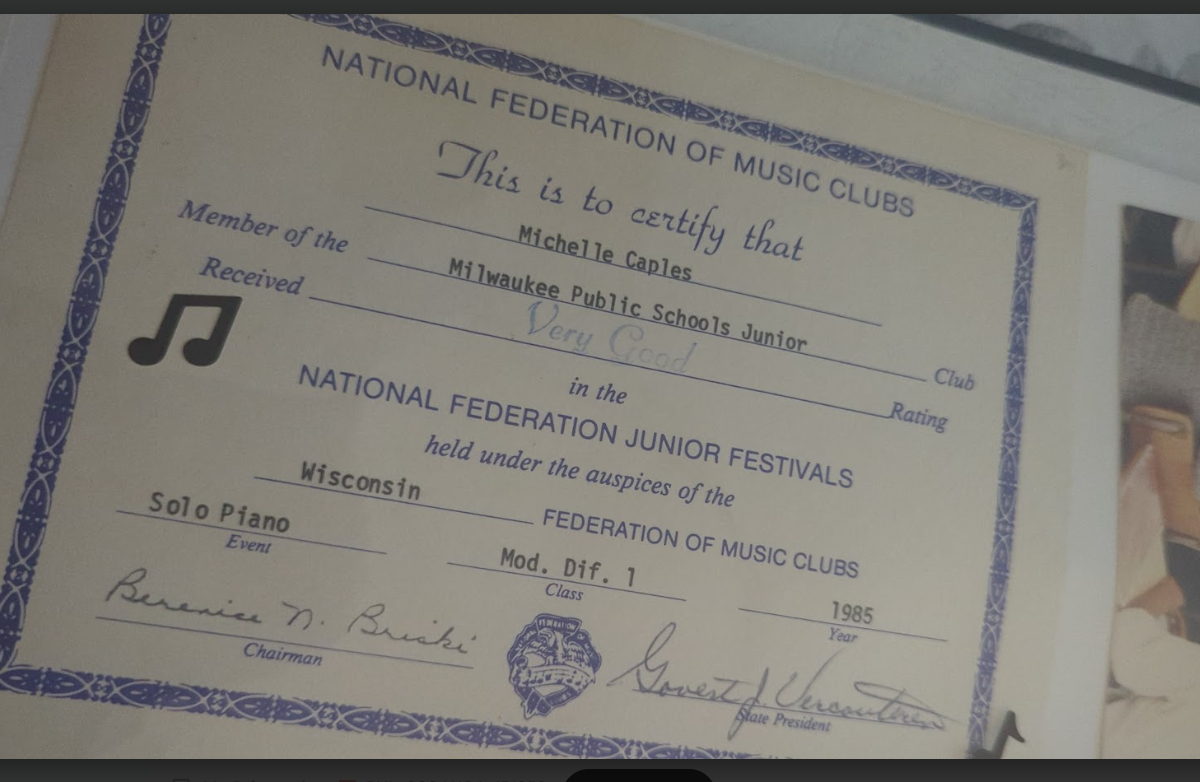 NATIONAL FEDERATION OF MUSIC CLUBS
This is to certify that
Michelle Caples
Member of the Milwaukee Public Schools Junior Club
Received Very Good Rating
in the
NATIONAL FEDERATION JUNIOR FESTIVALS
held under the auspices of the
Wisconsin FEDERATION OF MUSIC CLUBS
Solo Piano Mod. Dif. 1 1985
Event Class Year
Berenice N. Briski
Chairman State President